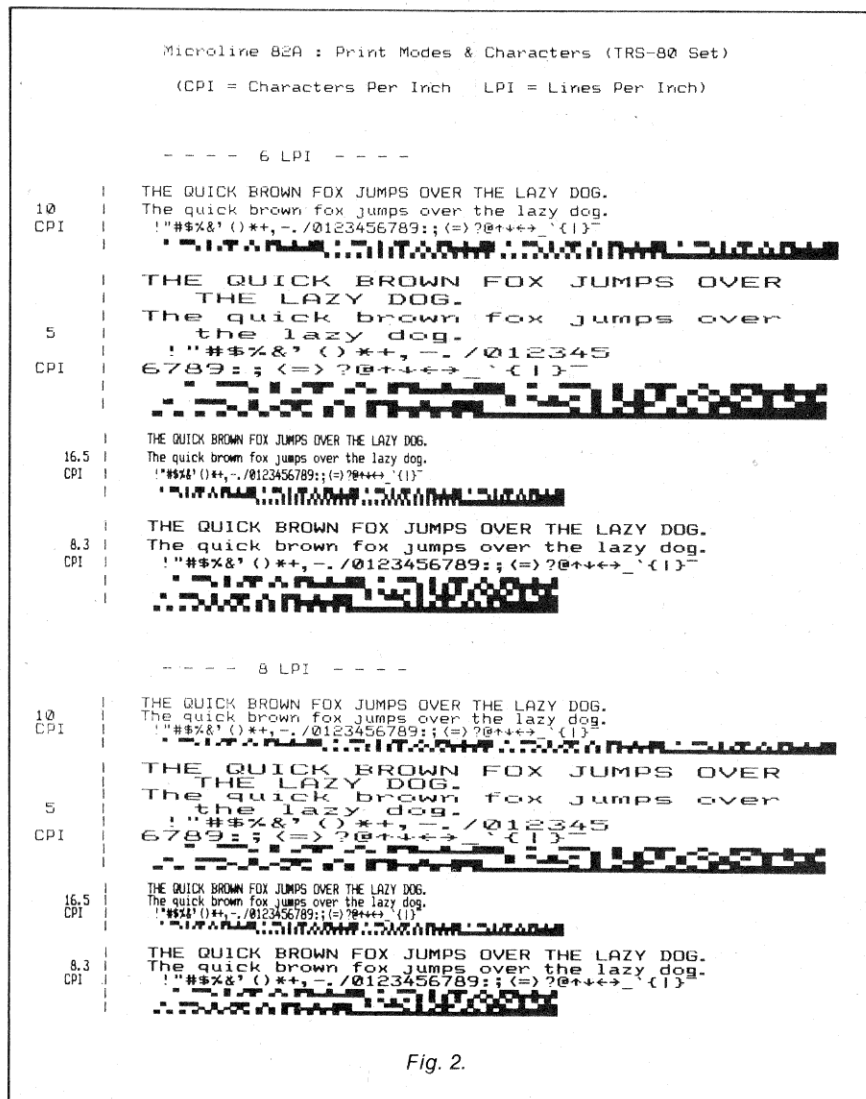 Microline 82A : Print Modes & Characters (TRS-80 Set)
(CPI = Characters Per Inch LPI = Lines Per Inch)
- - - - 6 LPI - - - -
THE QUICK BROWN FOX JUMPS OVER THE LAZY DOG.
10 The quick brown fox jumps over the lazy dog.
CPI !"#$%&'()*+,-./0123456789:;<=>?@↑↓←→_`{|}‾
THE QUICK BROWN FOX JUMPS OVER
THE LAZY DOG.
The quick brown fox jumps over
5 the lazy dog.
!"#$%&'()*+,-./012345
CPI 6789:;<=>?@↑↓←→_`{|}‾
THE QUICK BROWN FOX JUMPS OVER THE LAZY DOG.
16.5 The quick brown fox jumps over the lazy dog.
CPI !"#$%&'()*+,-./0123456789:;<=>?@↑↓←→_`{|}‾
THE QUICK BROWN FOX JUMPS OVER THE LAZY DOG.
8.3 The quick brown fox jumps over the lazy dog.
CPI !"#$%&'()*+,-./0123456789:;<=>?@↑↓←→_`{|}‾
- - - - 8 LPI - - - -
THE QUICK BROWN FOX JUMPS OVER THE LAZY DOG.
10 The quick brown fox jumps over the lazy dog.
CPI !"#$%&'()*+,-./0123456789:;<=>?@↑↓←→_`{|}‾
THE QUICK BROWN FOX JUMPS OVER
THE LAZY DOG.
The quick brown fox jumps over
5 the lazy dog.
!"#$%&'()*+,-./012345
CPI 6789:;<=>?@↑↓←→_`{|}‾
THE QUICK BROWN FOX JUMPS OVER THE LAZY DOG.
16.5 The quick brown fox jumps over the lazy dog.
CPI !"#$%&'()*+,-./0123456789:;<=>?@↑↓←→_`{|}‾
THE QUICK BROWN FOX JUMPS OVER THE LAZY DOG.
8.3 The quick brown fox jumps over the lazy dog.
CPI !"#$%&'()*+,-./0123456789:;<=>?@↑↓←→_`{|}‾
Fig. 2.